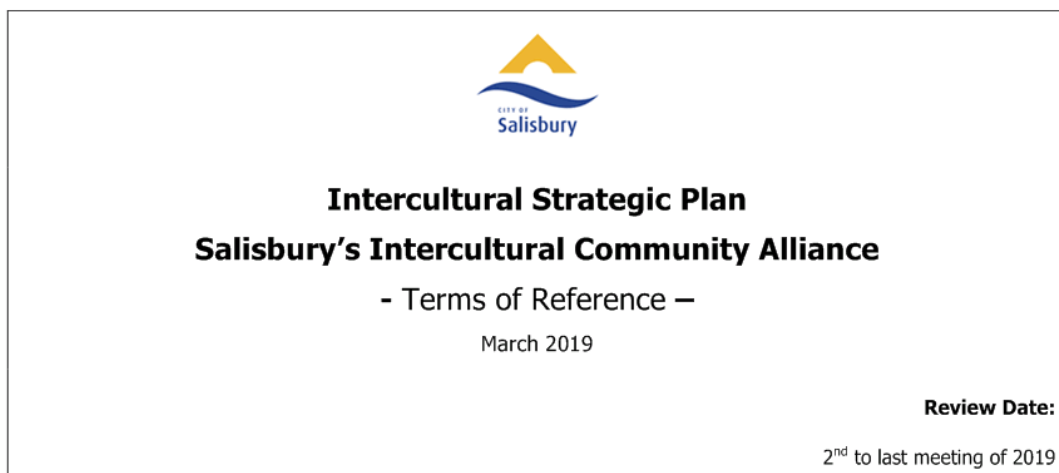 CITY OF
Salisbury
Intercultural Strategic Plan
Salisbury’s Intercultural Community Alliance
- Terms of Reference –
March 2019
Review Date:
2nd to last meeting of 2019